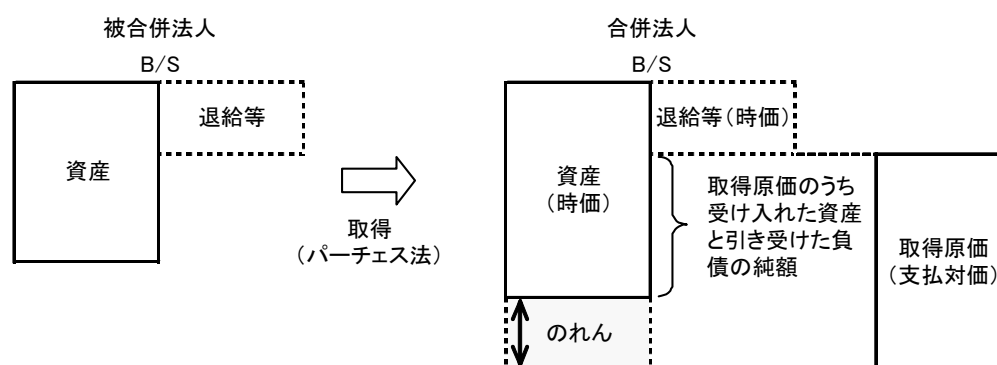 被合併法人
B/S
退給等
資産
取得
（パーチェス法）
合併法人
B/S
退給等（時価）
資産
（時価）
取得原価のうち
受け入れた資産
と引き受けた負
債の純額
取得原価
（支払対価）
のれん